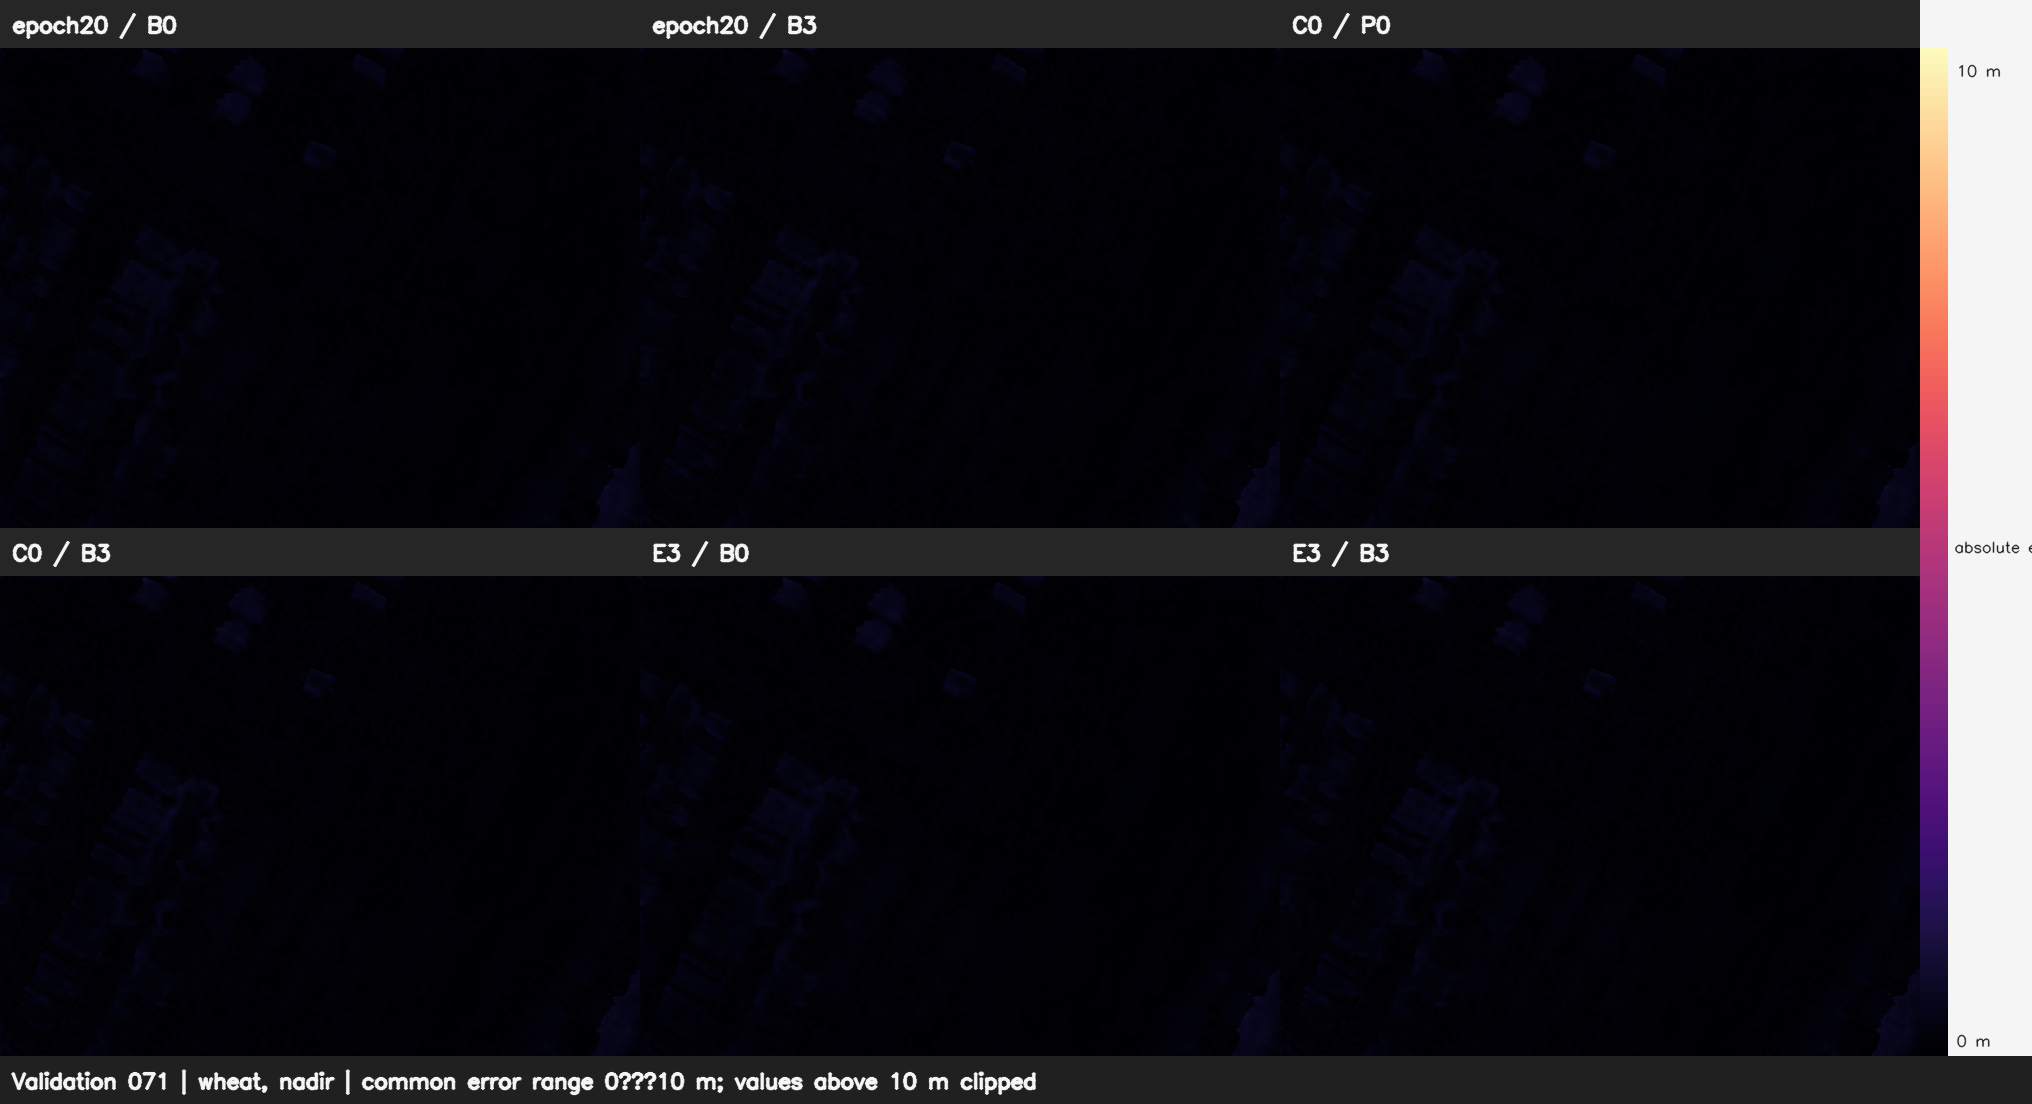 epoch20 / B0
epoch20 / B3
C0 / P0
10 m
absolute e
C0 / B3
E3 / B0
E3 / B3
0 m
Validation 071 | wheat, nadir | common error range 0???10 m; values above 10 m clipped